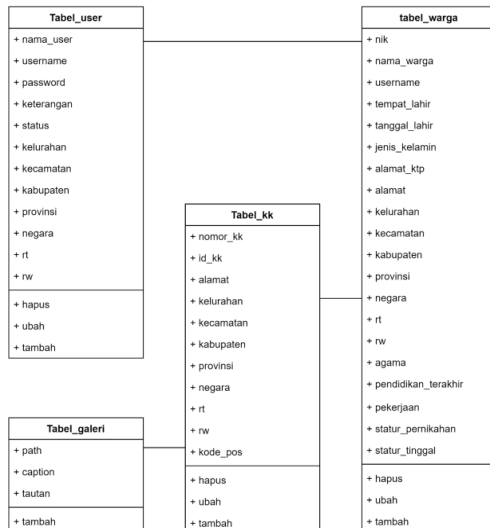 Tabel_user
+ nama_user
+ username
+ password
+ keterangan
+ status
+ kelurahan
+ kecamatan
+ kabupaten
+ provinsi
+ negara
+ rt
+ rw
+ hapus
+ ubah
+ tambah
tabel_warga
+ nik
+ nama_warga
+ username
+ tempat_lahir
+ tanggal_lahir
+ jenis_kelamin
+ alamat_ktp
+ alamat
+ kelurahan
+ kecamatan
+ kabupaten
+ provinsi
+ negara
+ rt
+ rw
+ agama
+ pendidikan_terakhir
+ pekerjaan
+ statur_pernikahan
+ statur_tinggal
+ hapus
+ ubah
+ tambah
Tabel_kk
+ nomor_kk
+ id_kk
+ alamat
+ kelurahan
+ kecamatan
+ kabupaten
+ provinsi
+ negara
+ rt
+ rw
+ kode_pos
+ hapus
+ ubah
+ tambah
Tabel_galeri
+ path
+ caption
+ tautan
+ tambah